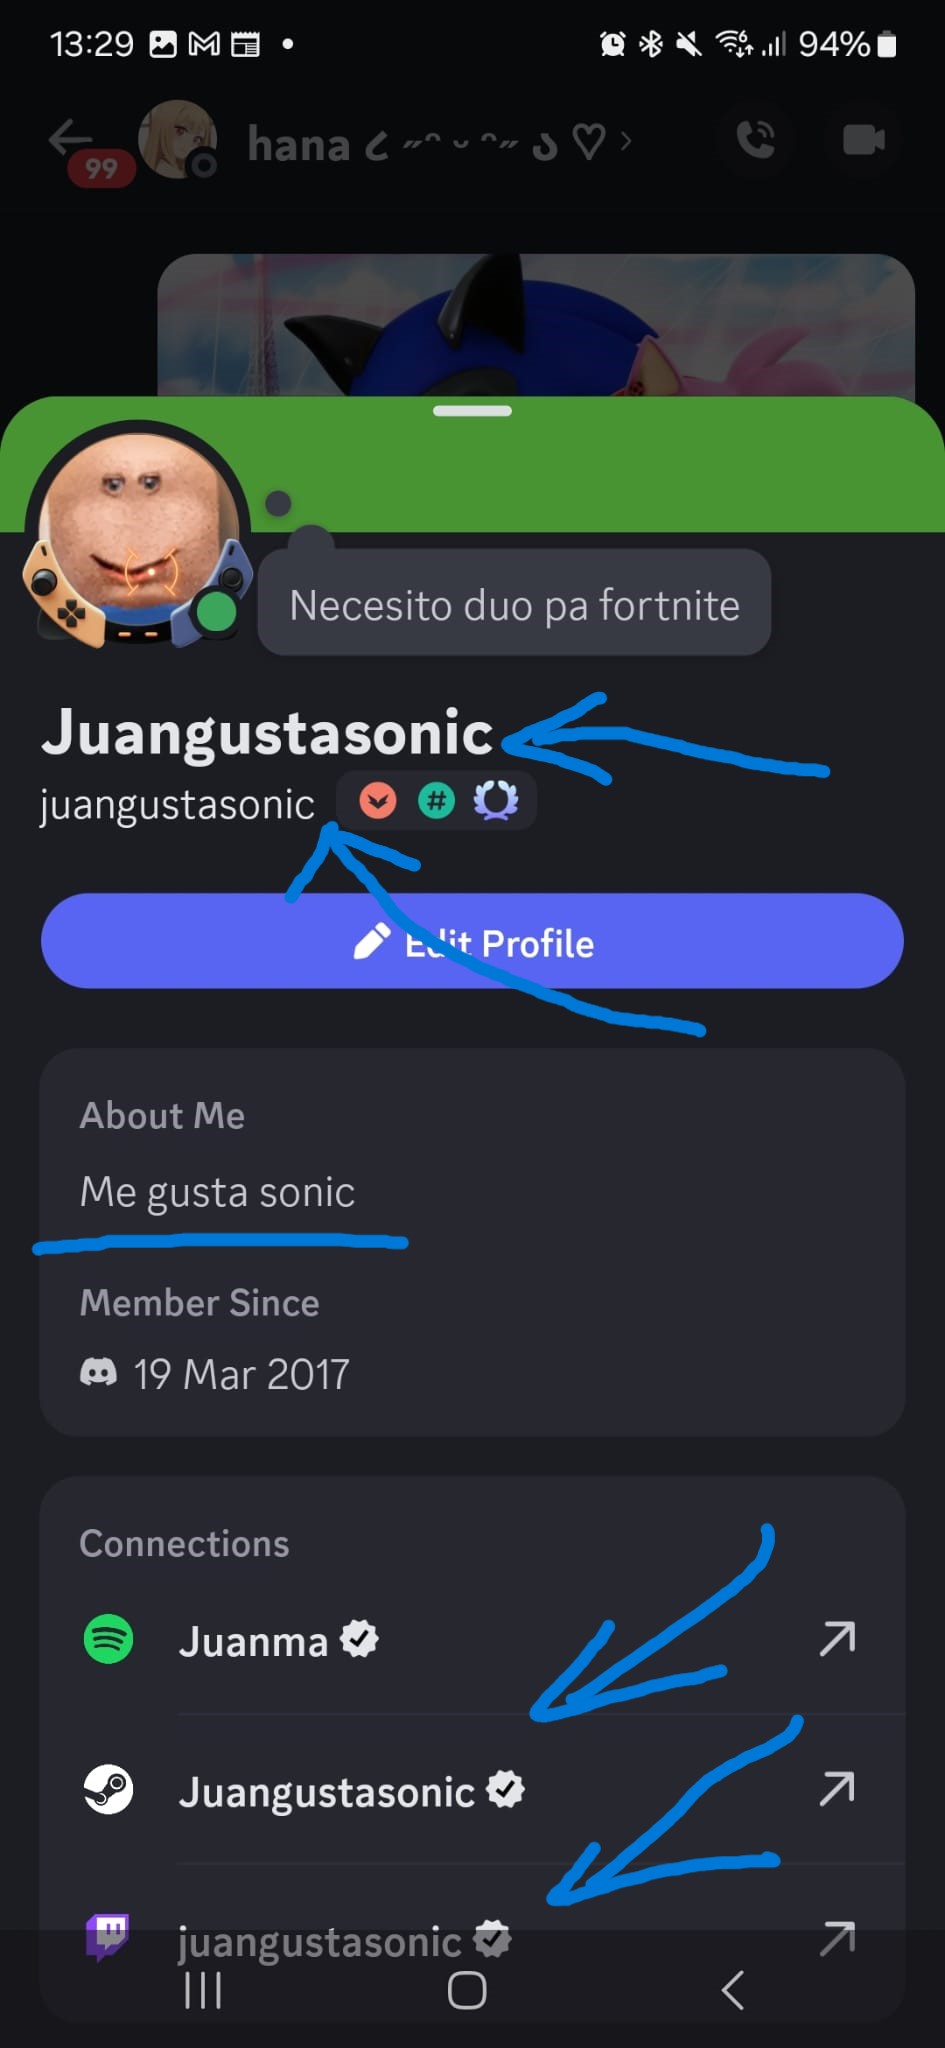 13:29
94%
99
hana
Necesito duo pa fortnite
Juangustasonic
juangustasonic
#
Edit Profile
About Me
Me gusta sonic
Member Since
19 Mar 2017
Connections
Juanma
Juangustasonic
juangustasonic